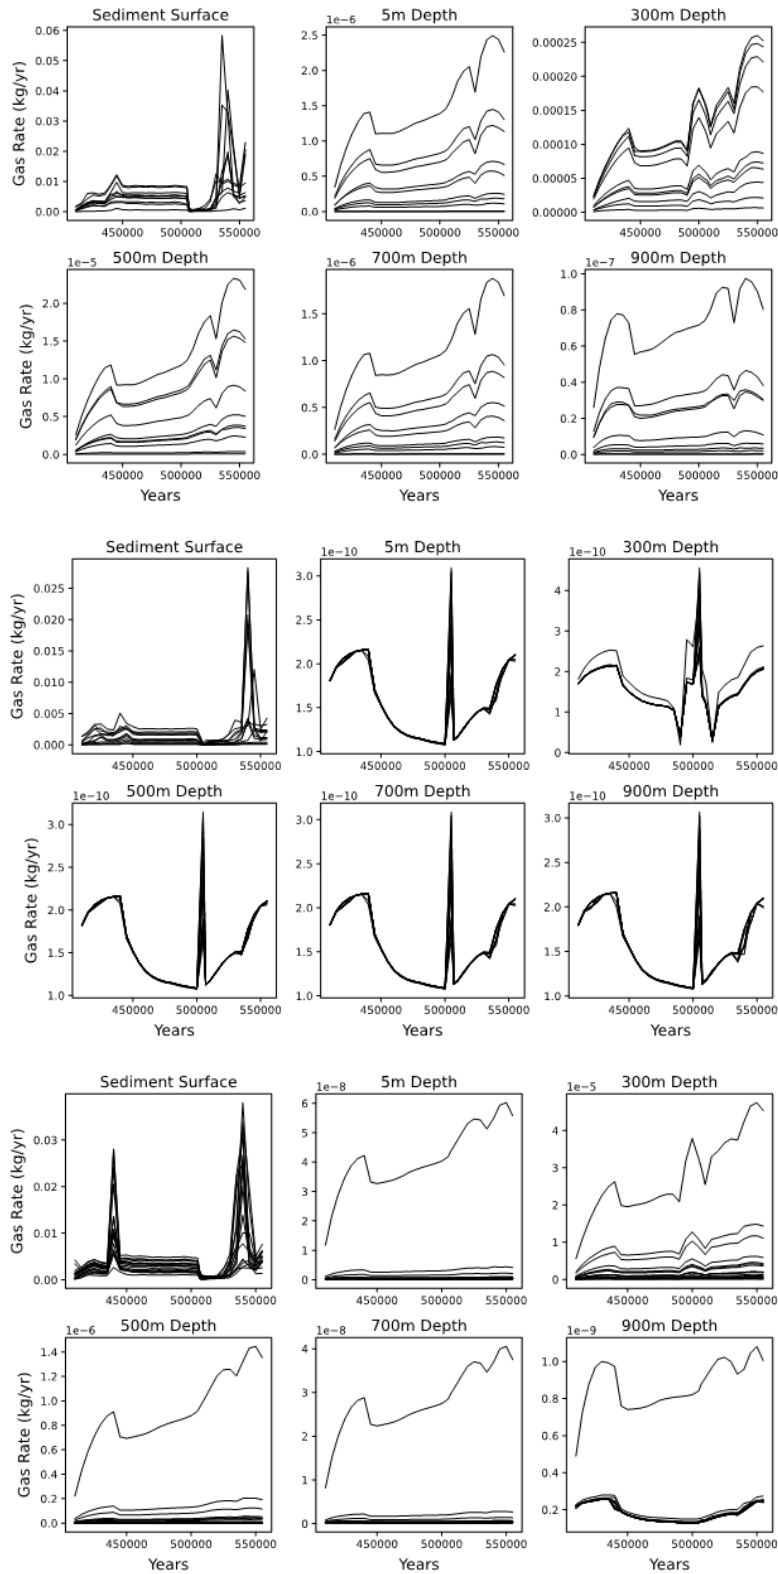 Sediment Surface 5m Depth 300m Depth
1e−6
0.06 2.5 0.00025
0.05 2.0 0.00020
0.04 1.5 0.00015
0.03 1.0 0.00010
0.02 0.5 0.00005
0.01 0.0 0.00000
0.00
Gas Rate (kg/yr)
450000 500000 550000 450000 500000 550000 450000 500000 550000
500m Depth 700m Depth 900m Depth
1e−5 1e−6 1e−7
2.0 1.5 1.0
1.5 1.0 0.8
1.0 0.5 0.6
0.5 0.0 0.4
0.0 0.2
0.0
Gas Rate (kg/yr)
450000 500000 550000 450000 500000 550000 450000 500000 550000
Years Years Years
Sediment Surface 5m Depth 300m Depth
1e−10 1e−10
0.025 3.0 4
0.020 2.5 3
0.015 2.0 2
0.010 1.5 1
0.005 1.0 0
0.000
Gas Rate (kg/yr)
450000 500000 550000 450000 500000 550000 450000 500000 550000
500m Depth 700m Depth 900m Depth
1e−10 1e−10 1e−10
3.0 3.0 3.0
2.5 2.5 2.5
2.0 2.0 2.0
1.5 1.5 1.5
1.0 1.0 1.0
Gas Rate (kg/yr)
450000 500000 550000 450000 500000 550000 450000 500000 550000
Years Years Years
Sediment Surface 5m Depth 300m Depth
1e−8 1e−5
0.03 6 5
0.02 5 4
0.01 4 3
0.00 3 2
2 1
1 0
0
Gas Rate (kg/yr)
450000 500000 550000 450000 500000 550000 450000 500000 550000
500m Depth 700m Depth 900m Depth
1e−6 1e−8 1e−9
1.4 4 1.0
1.2 3 0.8
1.0 2 0.6
0.8 1 0.4
0.6 0 0.2
0.4
0.2
0.0
Gas Rate (kg/yr)
450000 500000 550000 450000 500000 550000 450000 500000 550000
Years Years Years